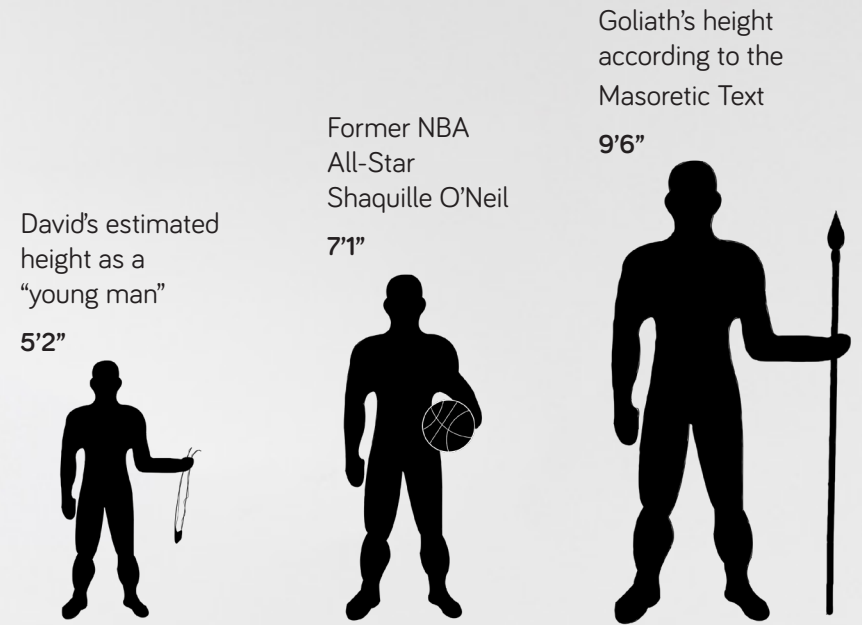 David’s estimated
height as a
“young man”
5’2”
Former NBA
All-Star
Shaquille O’Neil
7’1”
Goliath’s height
according to the
Masoretic Text
9’6”